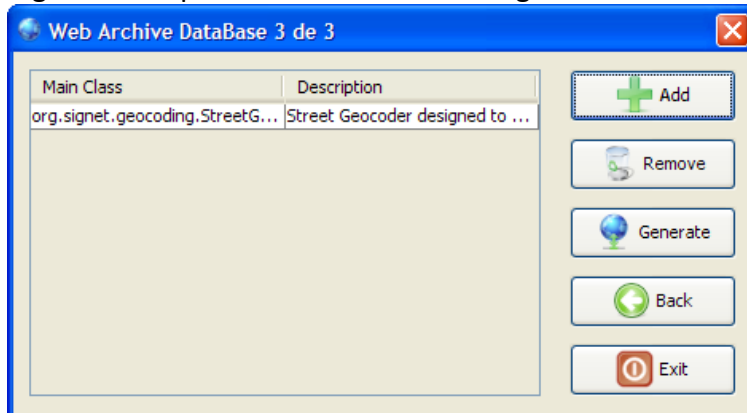 Web Archive DataBase 3 de 3
Main Class Description
org.signet.geocoding.StreetG... Street Geocoder designed to ...
Add
Remove
Generate
Back
Exit